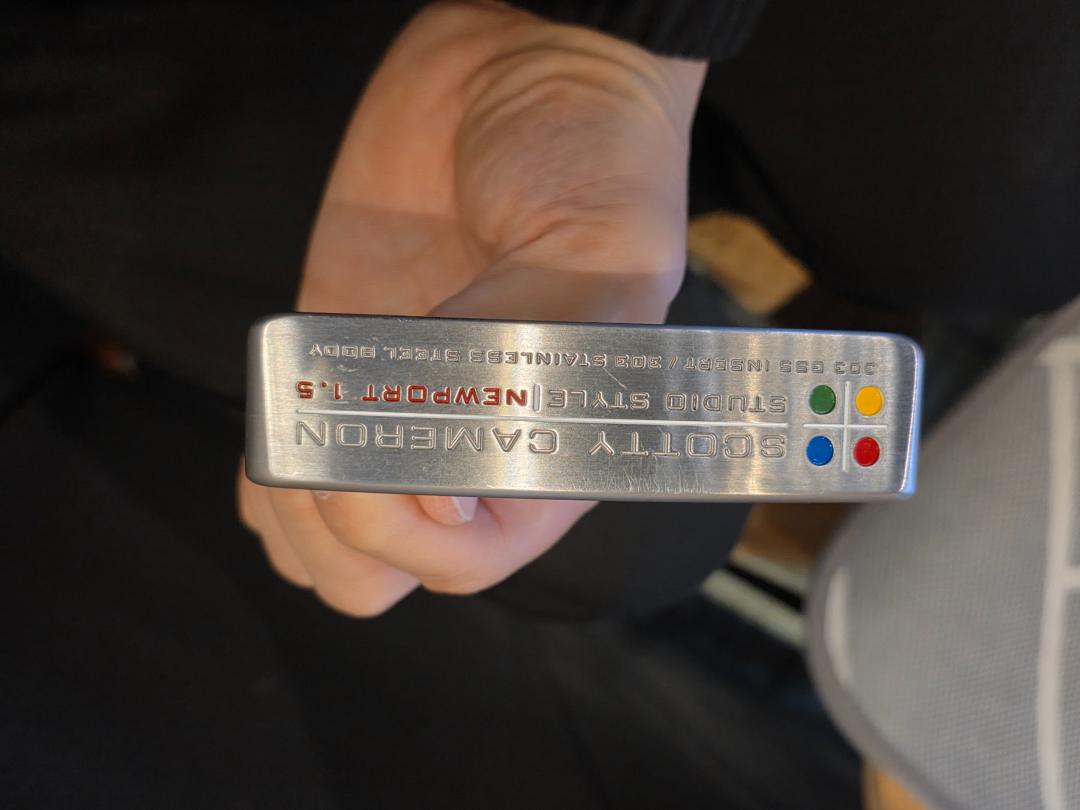 SCOTTY CAMERON
STUDIO STYLE | NEWPORT 1.5
303 GSS INSERT / 303 STAINLESS STEEL BODY